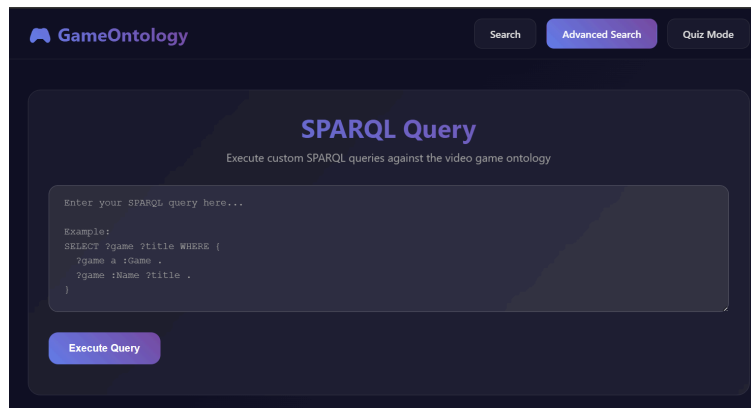 GameOntology
Search
Advanced Search
Quiz Mode
SPARQL Query
Execute custom SPARQL queries against the video game ontology
Enter your SPARQL query here...
Example:
SELECT ?game ?title WHERE {
?game a :Game .
?game :Name ?title .
}
Execute Query